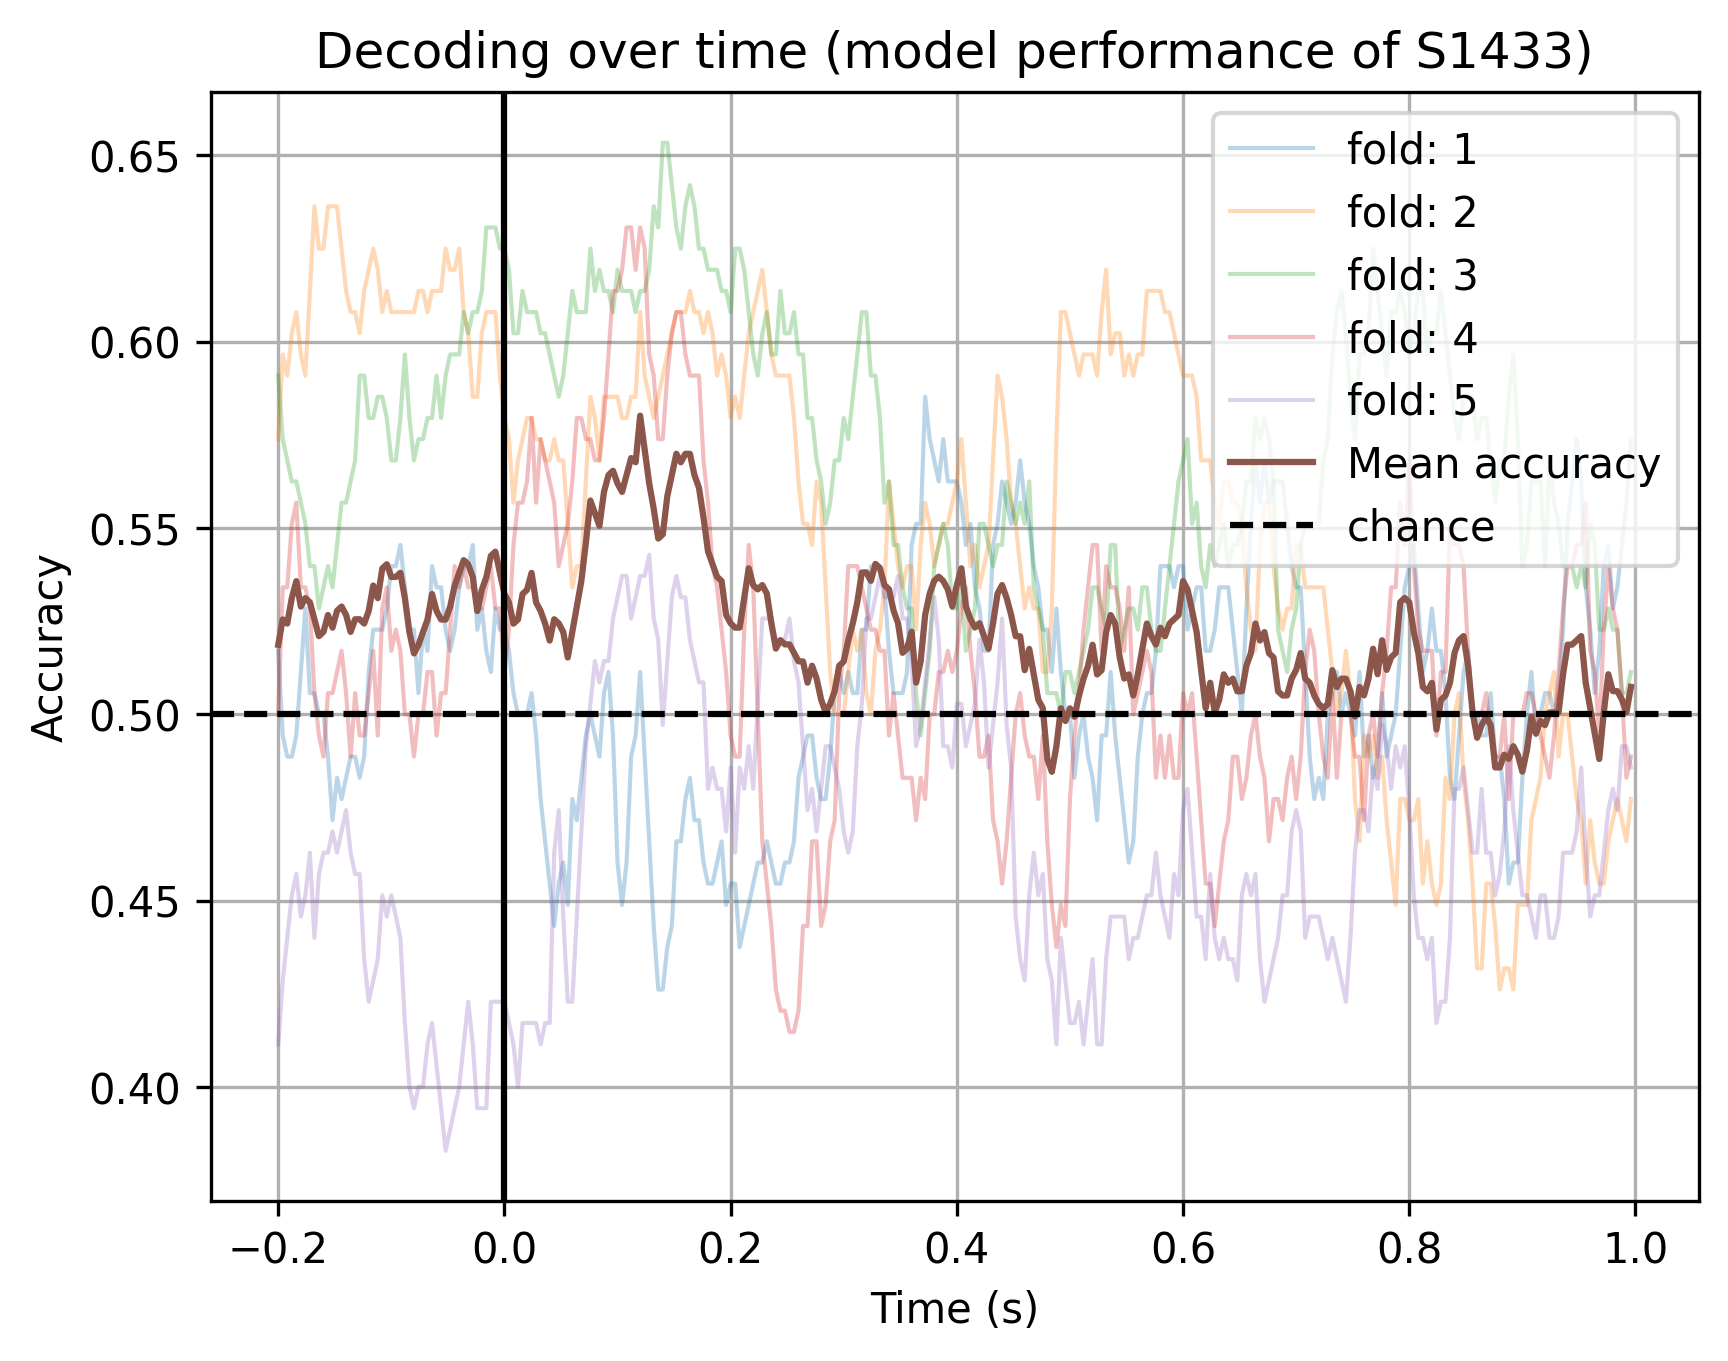 Decoding over time (model performance of S1433)
Accuracy
0.65
0.60
0.55
0.50
0.45
0.40
fold: 1
fold: 2
fold: 3
fold: 4
fold: 5
Mean accuracy
chance
−0.2 0.0 0.2 0.4 0.6 0.8 1.0
Time (s)